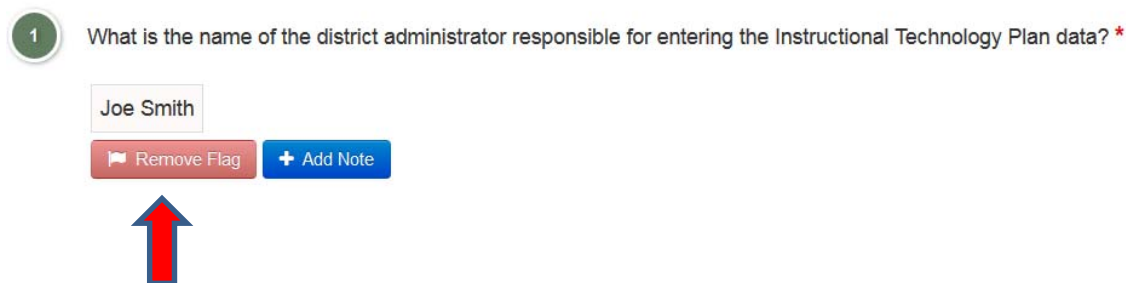 1 What is the name of the district administrator responsible for entering the Instructional Technology Plan data? *
Joe Smith
Remove Flag + Add Note